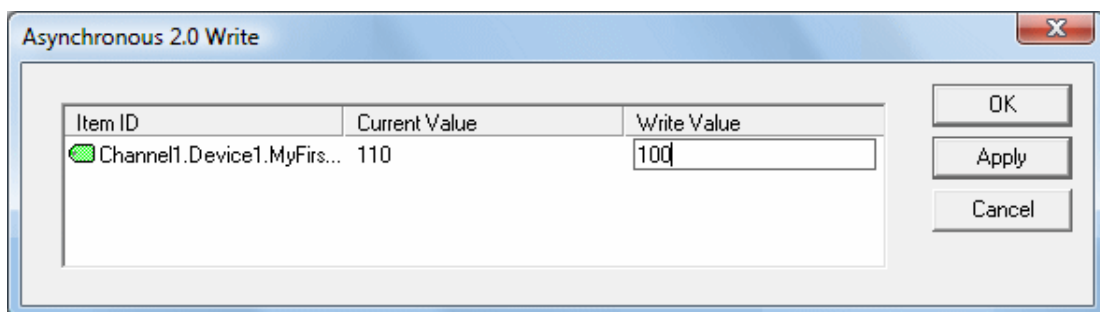 Asynchronous 2.0 Write
Item ID Current Value Write Value
Channel1.Device1.MyFirs... 110 100
OK
Apply
Cancel